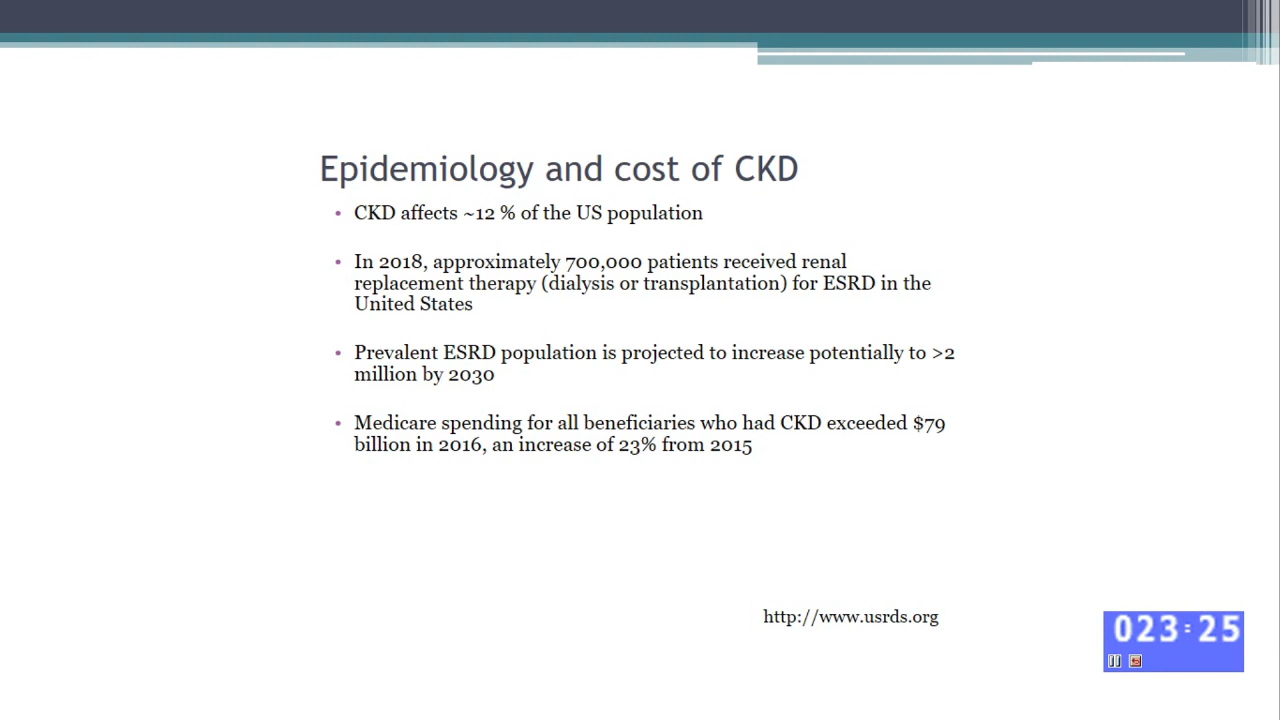 Epidemiology and cost of CKD
• CKD affects ~12 % of the US population
• In 2018, approximately 700,000 patients received renal
replacement therapy (dialysis or transplantation) for ESRD in the
United States
• Prevalent ESRD population is projected to increase potentially to >2
million by 2030
• Medicare spending for all beneficiaries who had CKD exceeded $79
billion in 2016, an increase of 23% from 2015
http://www.usrds.org
023:25